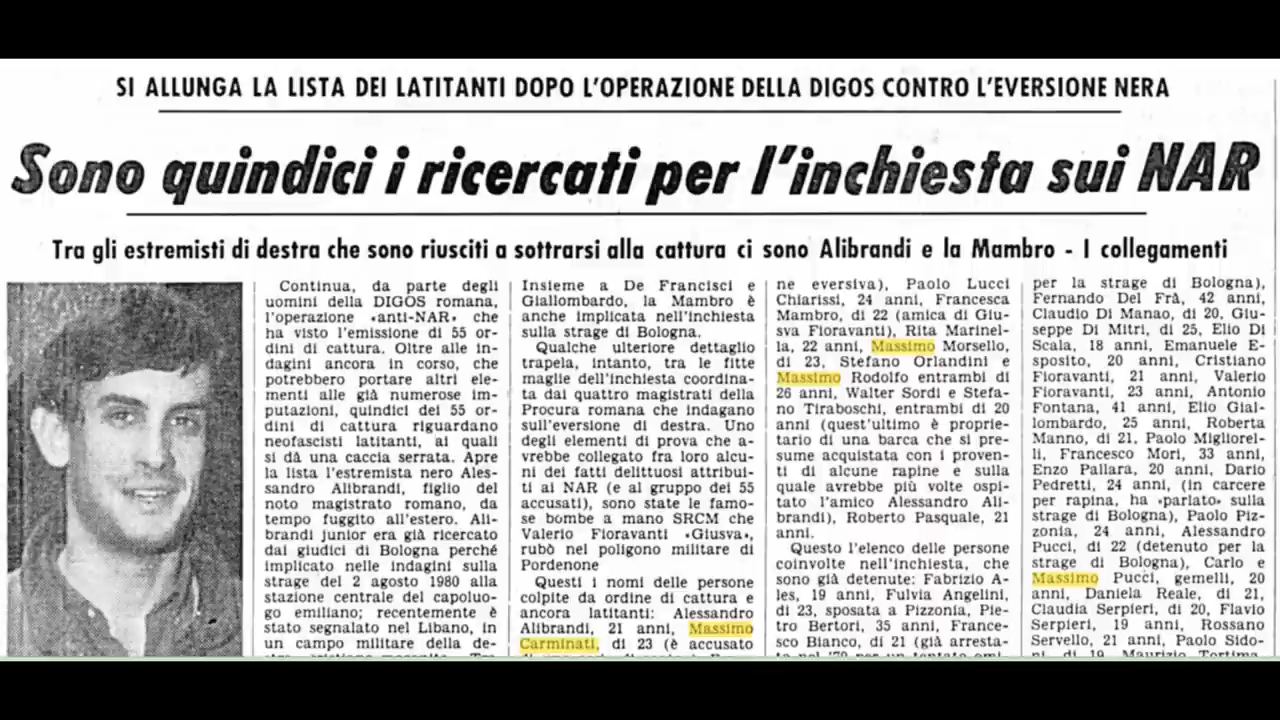 SI ALLUNGA LA LISTA DEI LATITANTI DOPO L'OPERAZIONE DELLA DIGOS CONTRO L'EVERSIONE NERA
Sono quindici i ricercati per l'inchiesta sui NAR
Tra gli estremisti di destra che sono riusciti a sottrarsi alla cattura ci sono Alibrandi e la Mambro - I collegamenti
Continua, da parte degli
uomini della DIGOS romana,
l'operazione «anti-NAR» che
ha visto l'emissione di 55 or-
dini di cattura. Oltre alle in-
dagini ancora in corso, che
potrebbero portare altri ele-
menti alle già numerose im-
putazioni, quindici dei 55 or-
dini di cattura riguardano
neofascisti latitanti, ai quali
si dà una caccia serrata. Apre
la lista l'estremista nero Ales-
sandro Alibrandi, figlio del
noto magistrato romano, da
tempo fuggito all'estero. Ali-
brandi junior era già ricercato
dai giudici di Bologna perché
implicato nelle indagini sulla
strage del 2 agosto 1980 alla
stazione centrale del capoluo-
go emiliano; recentemente è
stato segnalato nel Libano, in
un campo militare della de-
Insieme a De Francisci e
Giallombardo, la Mambro è
anche implicata nell'inchiesta
sulla strage di Bologna.
Qualche ulteriore dettaglio
trapela, intanto, tra le fitte
maglie dell'inchiesta coordina-
ta dai quattro magistrati della
Procura romana che indagano
sull'eversione di destra. Uno
degli elementi di prova che a-
vrebbe collegato fra loro alcu-
ni dei fatti delittuosi attribui-
ti ai NAR (e al gruppo dei 55
accusati), sono state le famo-
se bombe a mano SRCM che
Valerio Fioravanti «Giusva»,
rubò nel poligono militare di
Pordenone
Questi i nomi delle persone
colpite da ordine di cattura e
ancora latitanti: Alessandro
Alibrandi, 21 anni, Massimo
Carminati, di 23 (è accusato
ne eversiva), Paolo Lucci
Chiarissi, 24 anni, Francesca
Mambro, di 22 (amica di Giu-
sva Fioravanti), Rita Marinel-
la, 22 anni, Massimo Morsello,
di 23, Stefano Orlandini e
Massimo Rodolfo entrambi di
26 anni, Walter Sordi e Stefa-
no Tiraboschi, entrambi di 20
anni (quest'ultimo è proprie-
tario di una barca che si pre-
sume acquistata con i proven-
ti di alcune rapine e sulla
quale avrebbe più volte ospi-
tato l'amico Alessandro Ali-
brandi), Roberto Pasquale, 21
anni.
Questo l'elenco delle persone
coinvolte nell'inchiesta, che
sono già detenute: Fabrizio A-
les, 19 anni, Fulvia Angelini,
di 23, sposata a Pizzonia, Pie-
tro Bertori, 35 anni, France-
sco Bianco, di 21 (già arresta-
per la strage di Bologna),
Fernando Del Frà, 42 anni,
Claudio Di Manao, di 20, Giu-
seppe Di Mitri, di 25, Elio Di
Scala, 18 anni, Emanuele E-
sposito, 20 anni, Cristiano
Fioravanti, 21 anni, Valerio
Fioravanti, 23 anni, Antonio
Fontana, 41 anni, Elio Gial-
lombardo, 25 anni, Roberta
Manno, di 21, Paolo Migliorel-
li, Francesco Mori, 33 anni,
Enzo Pallara, 20 anni, Dario
Pedretti, 24 anni, (in carcere
per rapina, ha «parlato» sulla
strage di Bologna), Paolo Piz-
zonia, 24 anni, Alessandro
Pucci, di 22 (detenuto per la
strage di Bologna), Carlo e
Massimo Pucci, gemelli, 20
anni, Daniela Reale, di 21,
Claudia Serpieri, di 20, Flavio
Serpieri, 19 anni, Rossano
Servello, 21 anni, Paolo Sido-